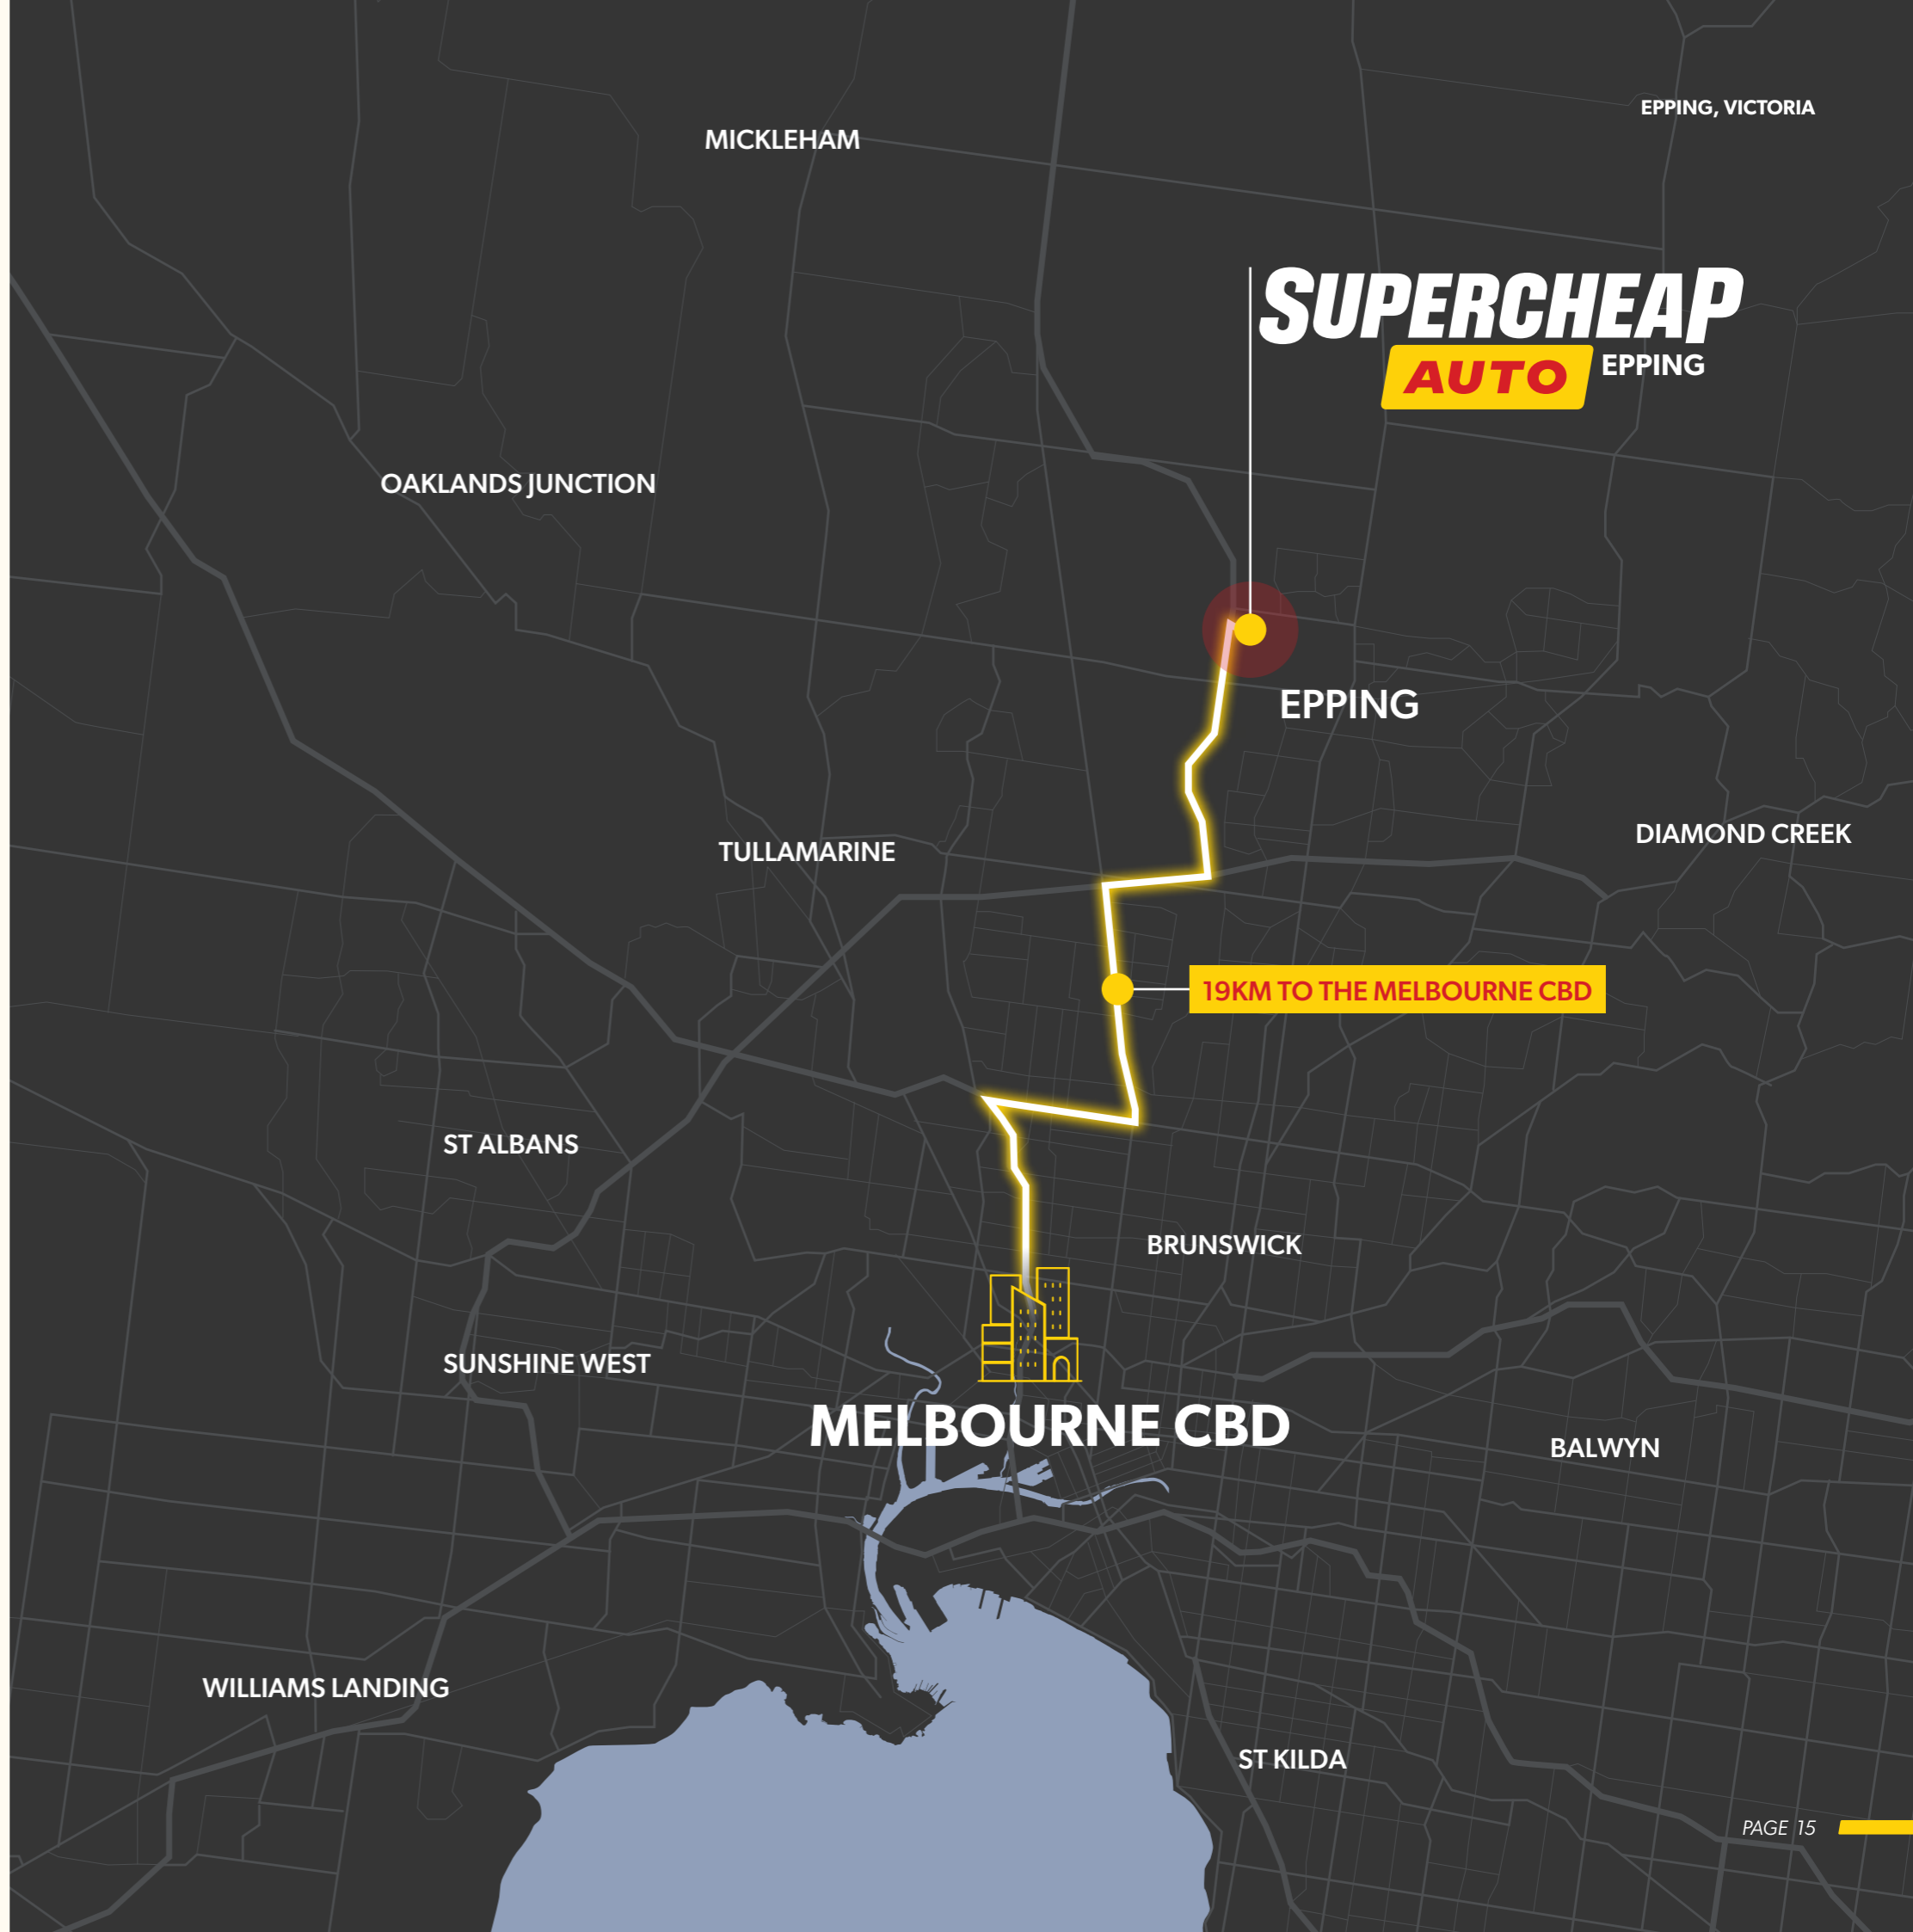 EPPING, VICTORIA
MICKLEHAM
SUPERCHEAP
AUTO EPPING
OAKLANDS JUNCTION
EPPING
TULLAMARINE
DIAMOND CREEK
19KM TO THE MELBOURNE CBD
ST ALBANS
BRUNSWICK
SUNSHINE WEST
MELBOURNE CBD
BALWYN
WILLIAMS LANDING
ST KILDA
PAGE 15